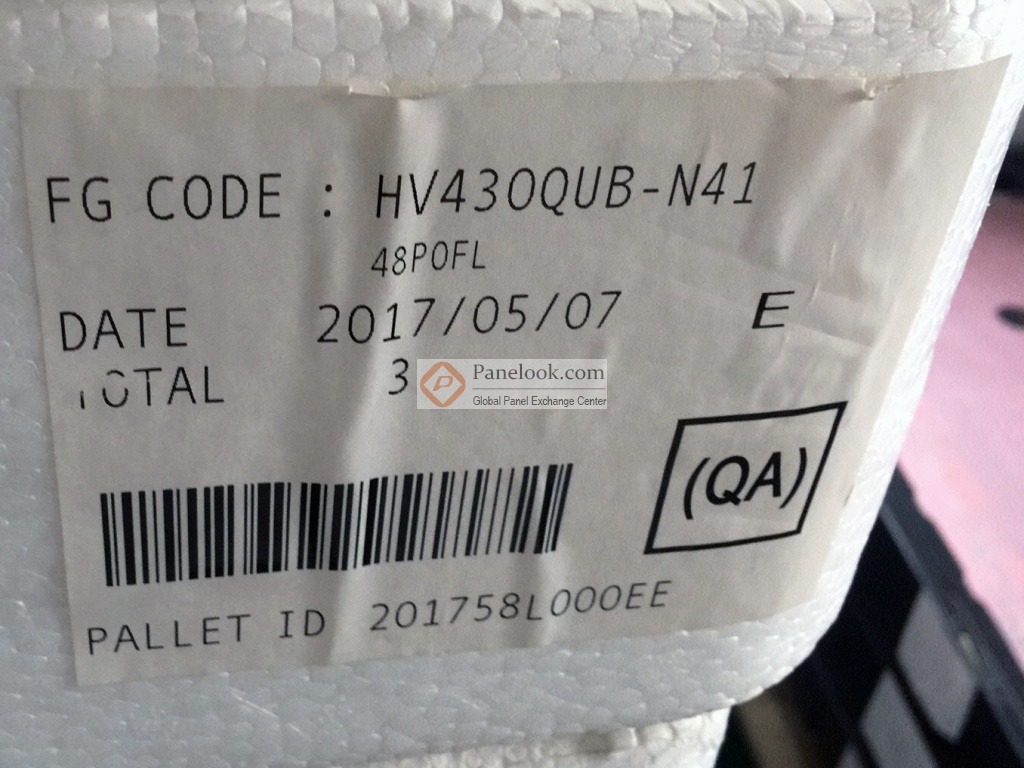 FG CODE : HV430QUB-N41
48P0FL
DATE 2017/05/07 E
TOTAL 3
Panelook.com
Global Panel Exchange Center
(QA)
PALLET ID 201758L000EE